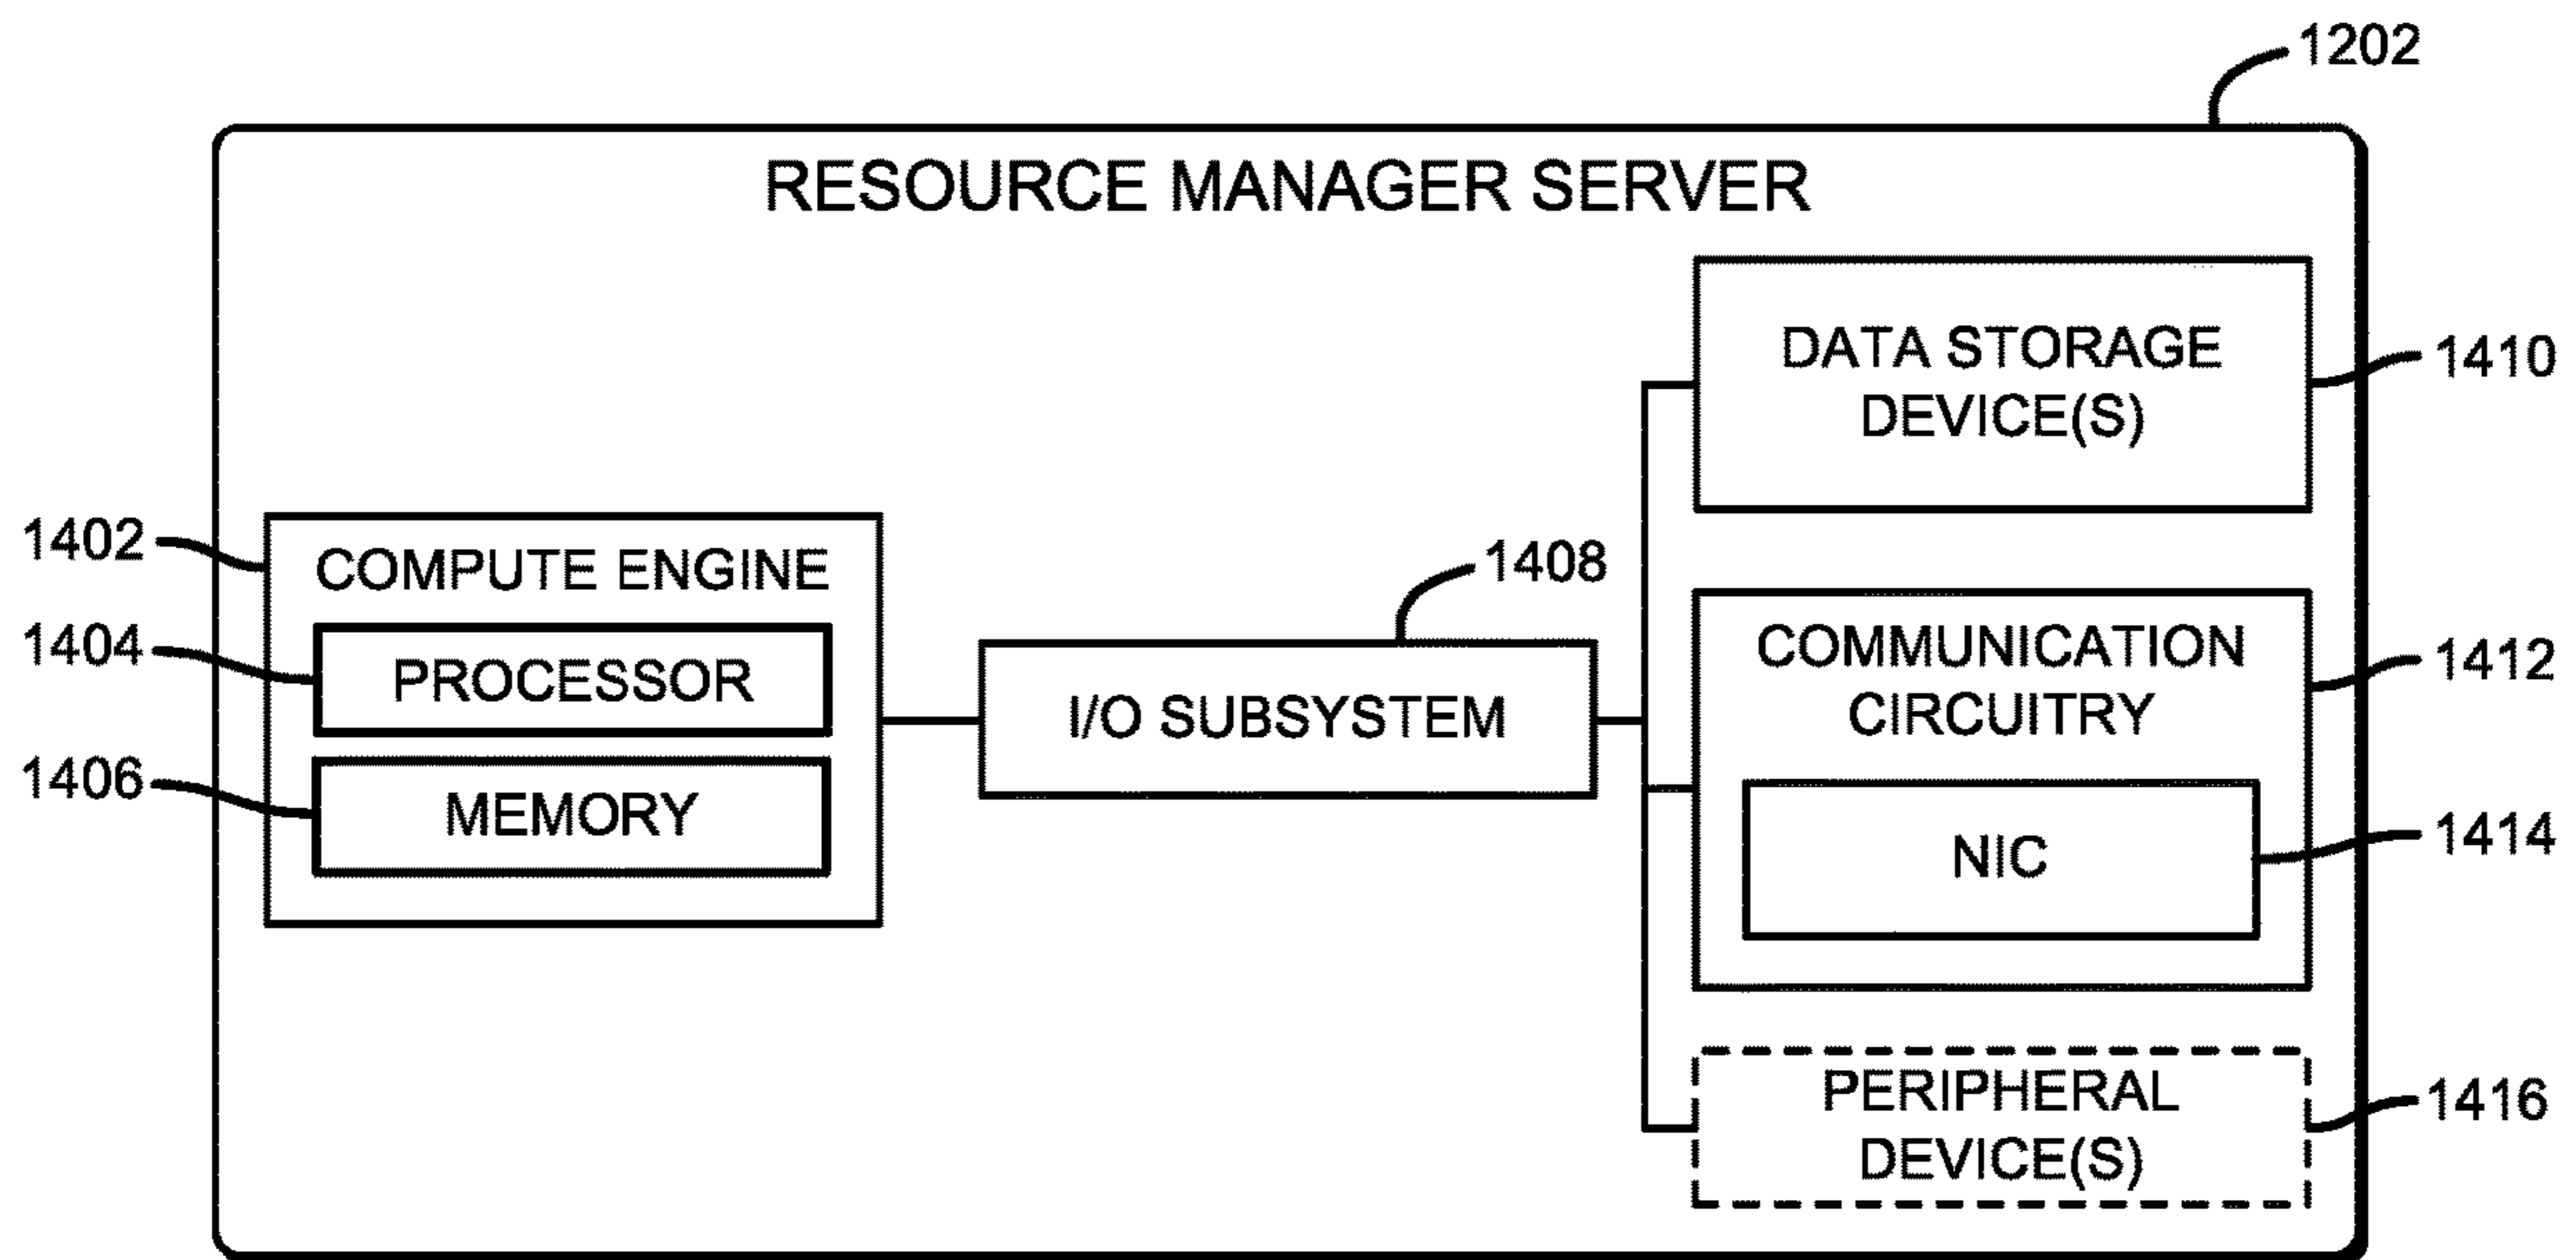 1202
RESOURCE MANAGER SERVER
DATA STORAGE
DEVICE(S)
1410
1402
COMPUTE ENGINE
1404
PROCESSOR
1406
MEMORY
1408
I/O SUBSYSTEM
COMMUNICATION
CIRCUITRY
1412
NIC
1414
PERIPHERAL
DEVICE(S)
1416